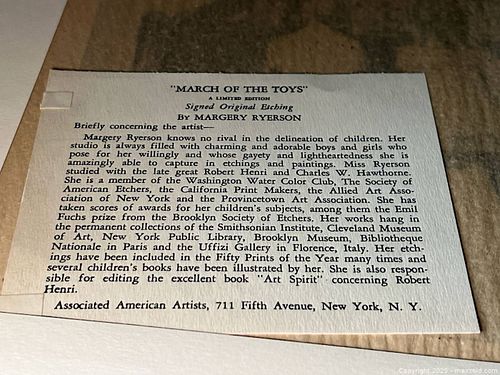 "MARCH OF THE TOYS"
A LIMITED EDITION
Signed Original Etching
By MARGERY RYERSON
Briefly concerning the artist—
Margery Ryerson knows no rival in the delineation of children. Her
studio is always filled with charming and adorable boys and girls who
pose for her willingly and whose gayety and lightheartedness she is
amazingly able to capture in etchings and paintings. Miss Ryerson
studied with the late great Robert Henri and Charles W. Hawthorne.
She is a member of the Washington Water Color Club, The Society of
American Etchers, the California Print Makers, the Allied Art Asso-
ciation of New York and the Provincetown Art Association. She has
taken scores of awards for her children's subjects, among them the Emil
Fuchs prize from the Brooklyn Society of Etchers. Her works hang in
the permanent collections of the Smithsonian Institute, Cleveland Museum
of Art, New York Public Library, Brooklyn Museum, Bibliotheque
Nationale in Paris and the Uffizi Gallery in Florence, Italy. Her etch-
ings have been included in the Fifty Prints of the Year many times and
several children's books have been illustrated by her. She is also respon-
sible for editing the excellent book "Art Spirit" concerning Robert
Henri.
Associated American Artists, 711 Fifth Avenue, New York, N. Y.
Copyright 2025 - maxsold.com